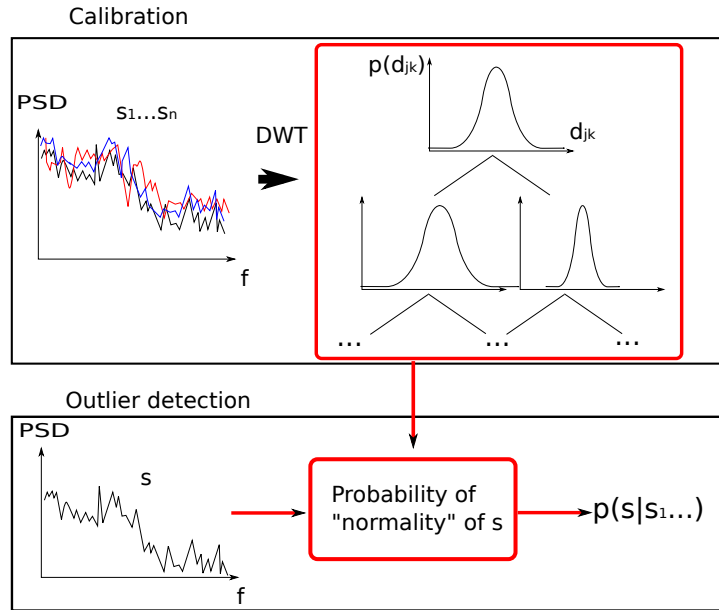 Calibration
PSD
s₁...sₙ
f
DWT
p(dⱼₖ)
dⱼₖ
... ... ...
Outlier detection
PSD
s
f
Probability of
"normality" of s
p(s|s₁...)